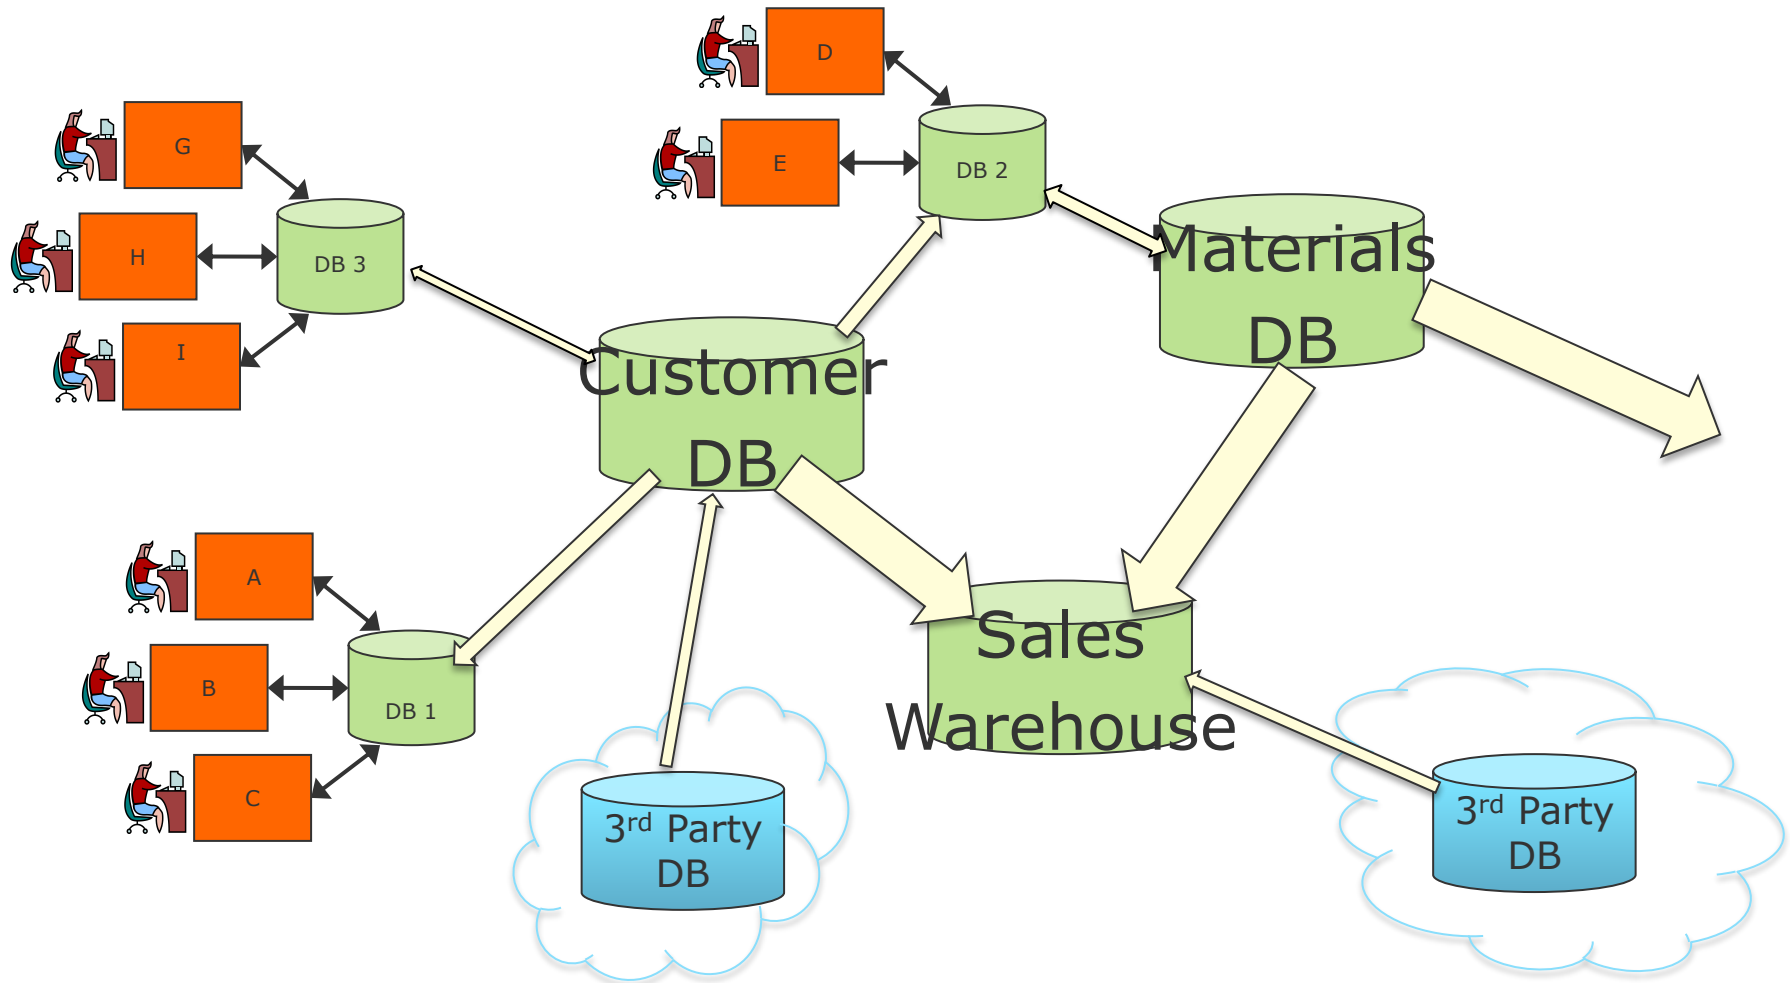 D
G
E
DB 2
H
DB 3
Materials
DB
I
Customer
DB
A
B
DB 1
C
Sales
Warehouse
3rd Party
DB
3rd Party
DB